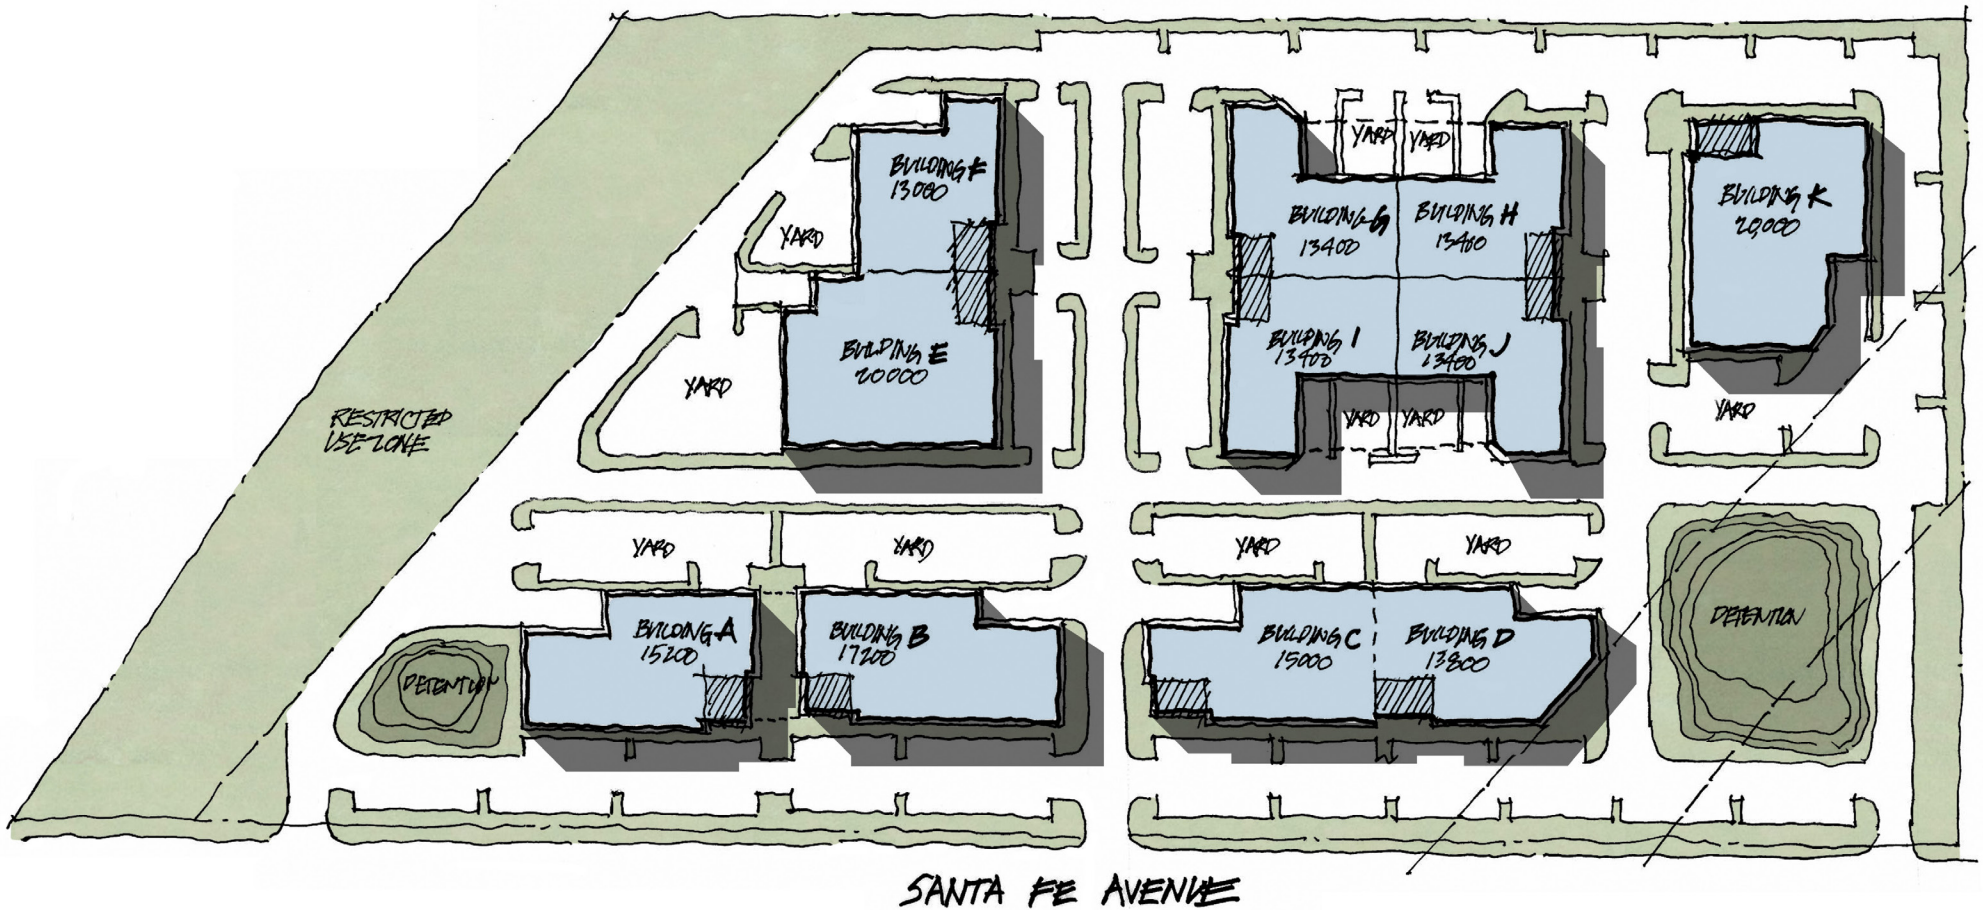 BUILDING F
13000
YARD
YARD
YARD
BUILDING G
13400
BUILDING H
13400
BUILDING K
20,000
BUILDING E
20000
YARD
BUILDING I
13400
BUILDING J
13400
YARD
YARD
YARD
RESTRICTED
USE ZONE
YARD
YARD
YARD
YARD
BUILDING A
15200
BUILDING B
17200
BUILDING C
15000
BUILDING D
13800
DETENTION
DETENTION
SANTA FE AVENUE